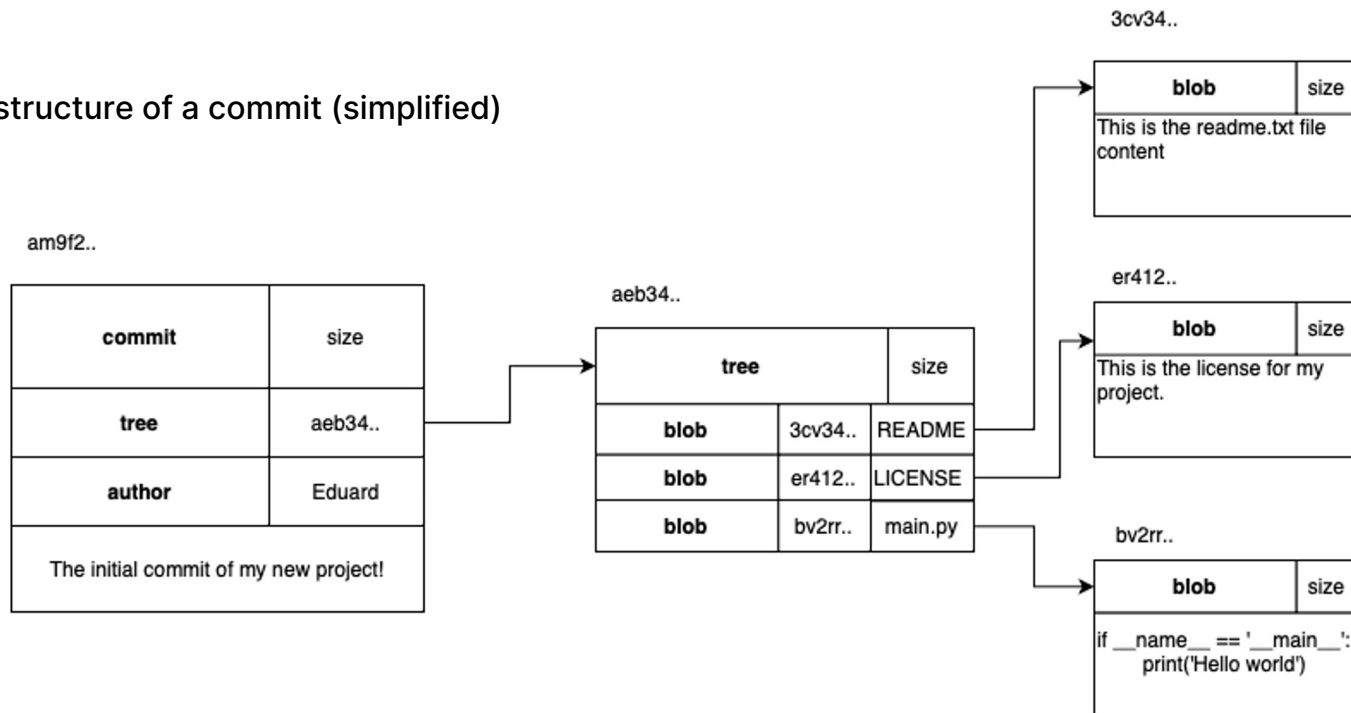 structure of a commit (simplified)
am9f2..
commit size
tree aeb34..
author Eduard
The initial commit of my new project!
aeb34..
tree size
blob 3cv34.. README
blob er412.. LICENSE
blob bv2rr.. main.py
3cv34..
blob size
This is the readme.txt file
content
er412..
blob size
This is the license for my
project.
bv2rr..
blob size
if __name__ == '__main__':
print('Hello world')